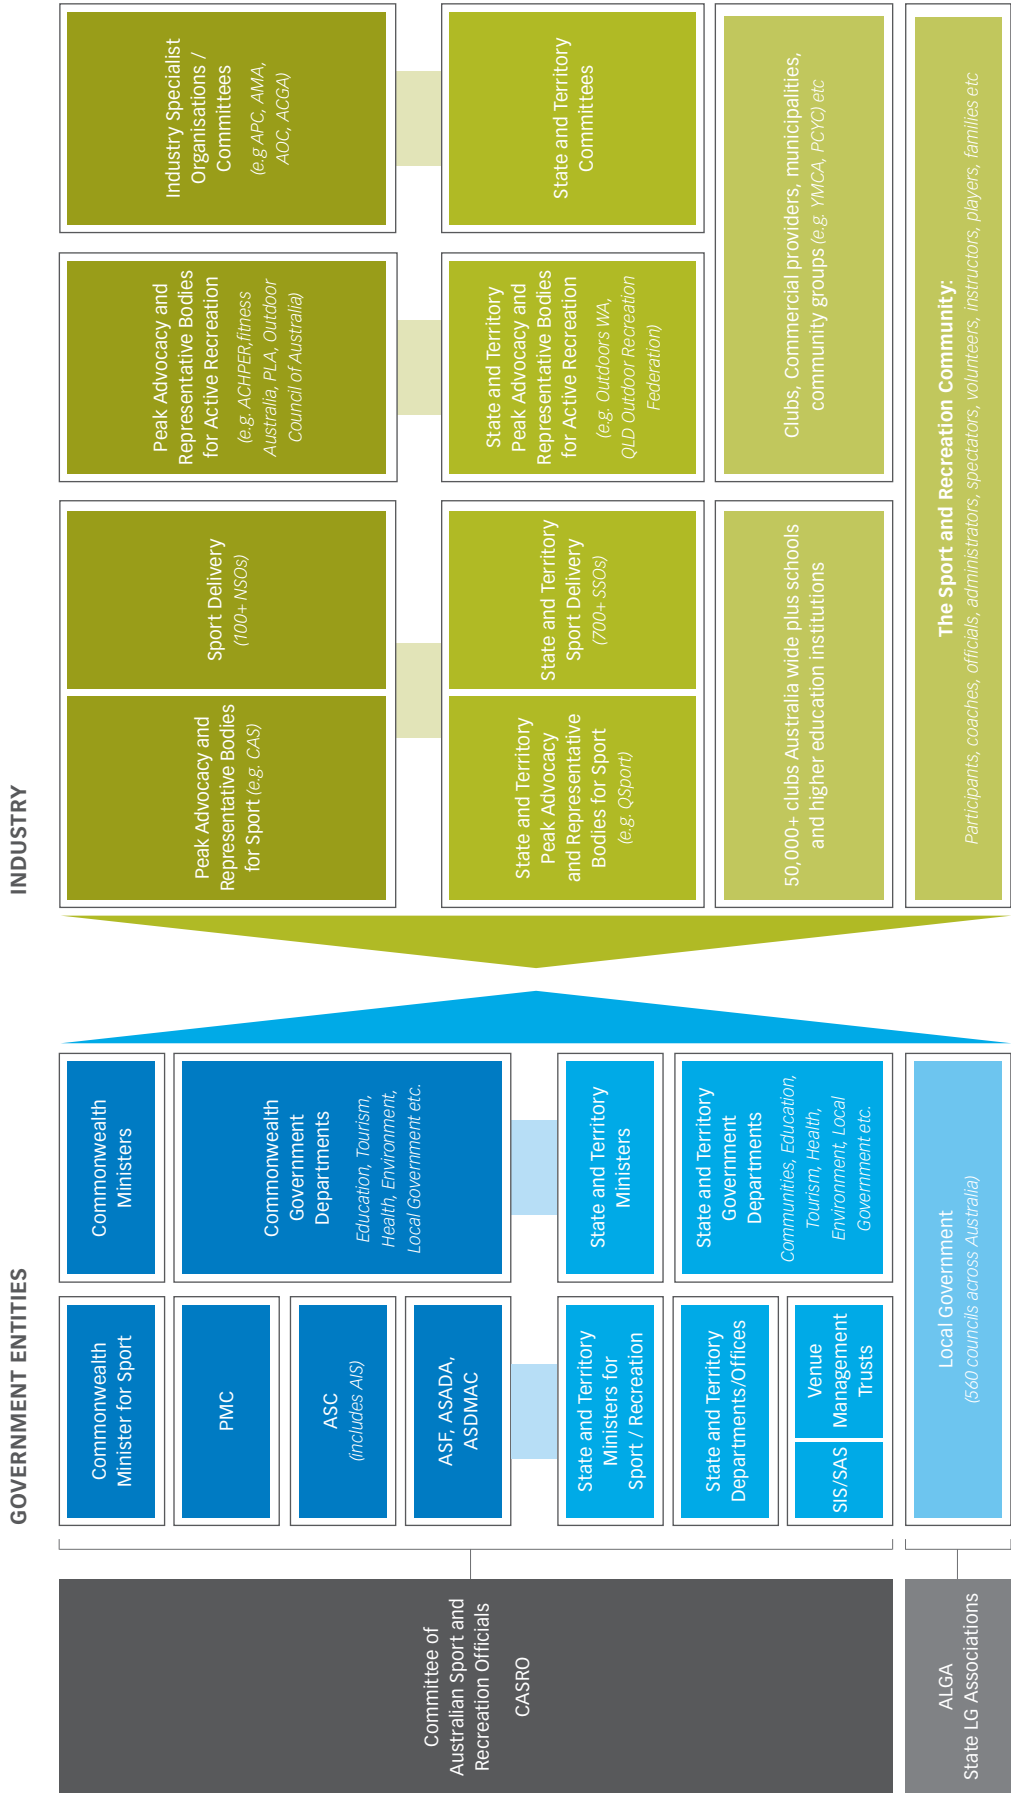 GOVERNMENT ENTITIES
INDUSTRY
Committee of
Australian Sport and
Recreation Officials
CASRO
ALGA
State LG Associations
Commonwealth
Minister for Sport
PMC
ASC
(includes AIS)
ASF, ASADA,
ASDMAC
State and Territory
Ministers for
Sport / Recreation
State and Territory
Departments/Offices
SIS/SAS
Venue
Management
Trusts
Commonwealth
Ministers
Commonwealth
Government
Departments
Education, Tourism,
Health, Environment,
Local Government etc.
State and Territory
Ministers
State and Territory
Government
Departments
Communities, Education,
Tourism, Health,
Environment, Local
Government etc.
Local Government
(560 councils across Australia)
Peak Advocacy and
Representative Bodies
for Sport (e.g. CAS)
Sport Delivery
(100+ NSOs)
Peak Advocacy and
Representative Bodies
for Active Recreation
(e.g. ACHPER,fitness
Australia, PLA, Outdoor
Council of Australia)
Industry Specialist
Organisations /
Committees
(e.g APC, AMA,
AOC, ACGA)
State and Territory
Peak Advocacy
and Representative
Bodies for Sport
(e.g. QSport)
State and Territory
Sport Delivery
(700+ SSOs)
State and Territory
Peak Advocacy and
Representative Bodies
for Active Recreation
(e.g. Outdoors WA,
QLD Outdoor Recreation
Federation)
State and Territory
Committees
50,000+ clubs Australia wide plus schools
and higher education institutions
Clubs, Commercial providers, municipalities,
community groups (e.g. YMCA, PCYC) etc
The Sport and Recreation Community:
Participants, coaches, officials, administrators, spectators, volunteers, instructors, players, families etc